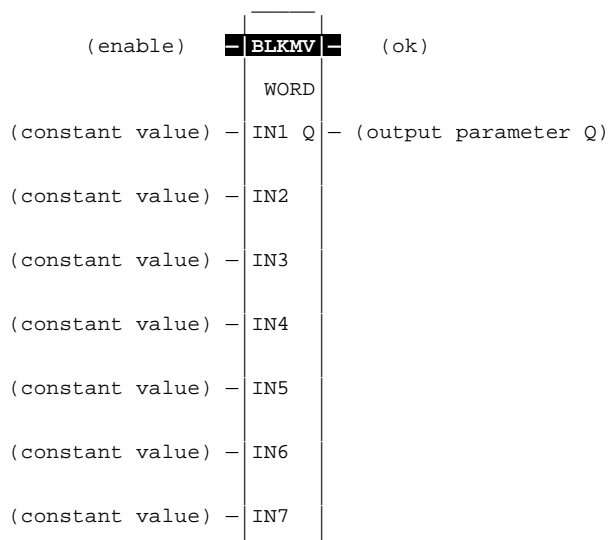 (enable) BLKMV (ok)
WORD
(constant value) IN1 Q (output parameter Q)
(constant value) IN2
(constant value) IN3
(constant value) IN4
(constant value) IN5
(constant value) IN6
(constant value) IN7